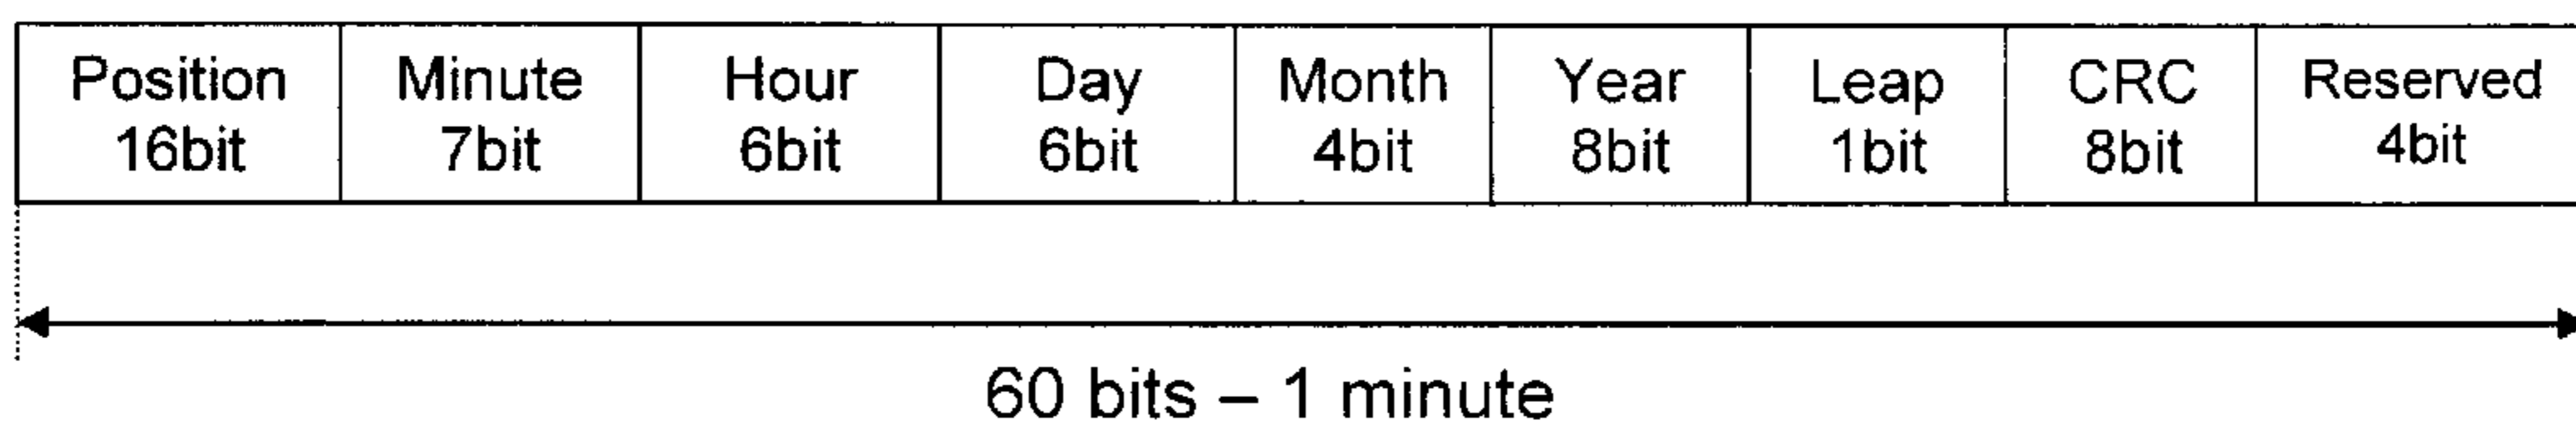 Position Minute Hour Day Month Year Leap CRC Reserved
16bit 7bit 6bit 6bit 4bit 8bit 1bit 8bit 4bit
60 bits – 1 minute